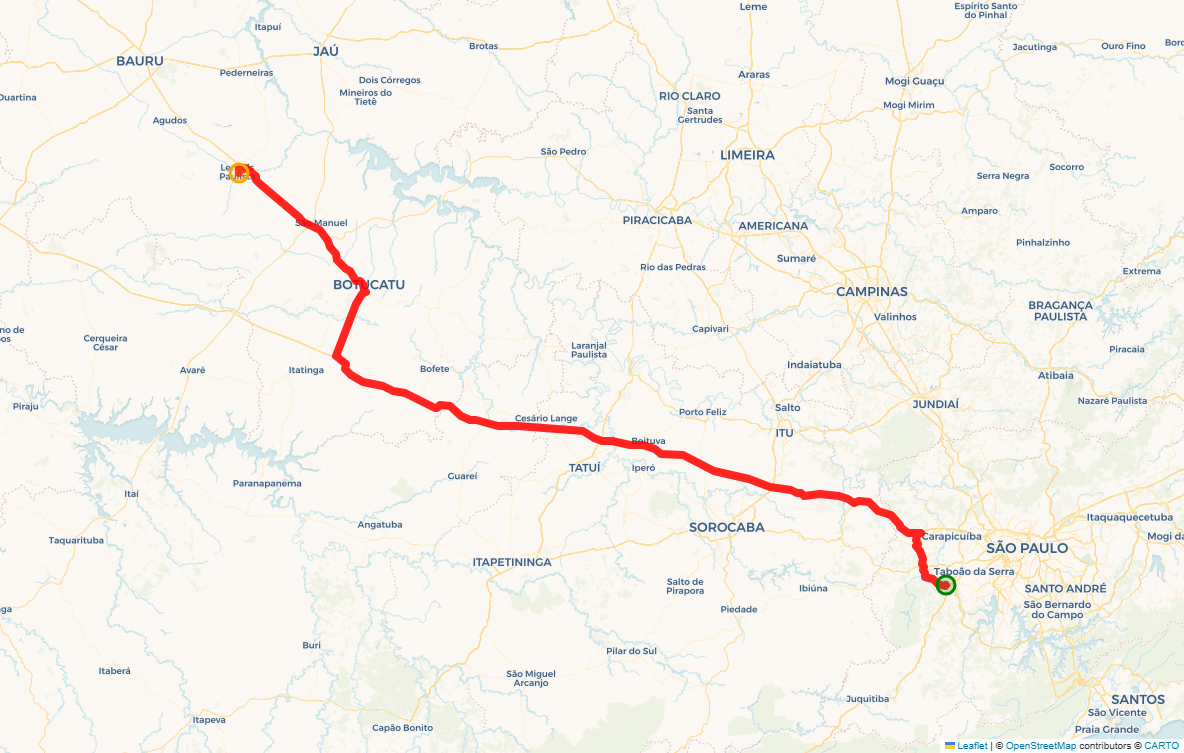 Leme
Espírito Santo
do Pinhal
Itapuí
JAÚ
Brotas
Jacutinga
Ouro Fino
BAURU
Pederneiras
Dois Córregos
Araras
Mogi Guaçu
Mineiros do
Tietê
RIO CLARO
Mogi Mirim
Duartina
Agudos
Santa
Gertrudes
São Pedro
LIMEIRA
Socorro
Serra Negra
Amparo
São Manuel
PIRACICABA
AMERICANA
Pinhalzinho
Sumaré
Rio das Pedras
Extrema
BOTUCATU
CAMPINAS
BRAGANÇA
PAULISTA
Valinhos
Capivari
Cerqueira
César
Laranjal
Paulista
Piracaia
Avaré
Itatinga
Bofete
Indaiatuba
Atibaia
Piraju
Porto Feliz
Salto
JUNDIAÍ
Nazaré Paulista
Cesário Lange
ITU
Boituva
TATUÍ
Iperó
Guareí
Paranapanema
Itaí
Angatuba
SOROCABA
Itaquaquecetuba
Taquarituba
Carapicuíba
SÃO PAULO
ITAPETININGA
Taboão da Serra
Salto de
Pirapora
Ibiúna
SANTO ANDRÉ
São Bernardo
do Campo
Piedade
Buri
Pilar do Sul
Itaberá
São Miguel
Arcanjo
Juquitiba
SANTOS
São Vicente
Itapeva
Capão Bonito
Praia Grande
Leaflet | © OpenStreetMap contributors © CARTO